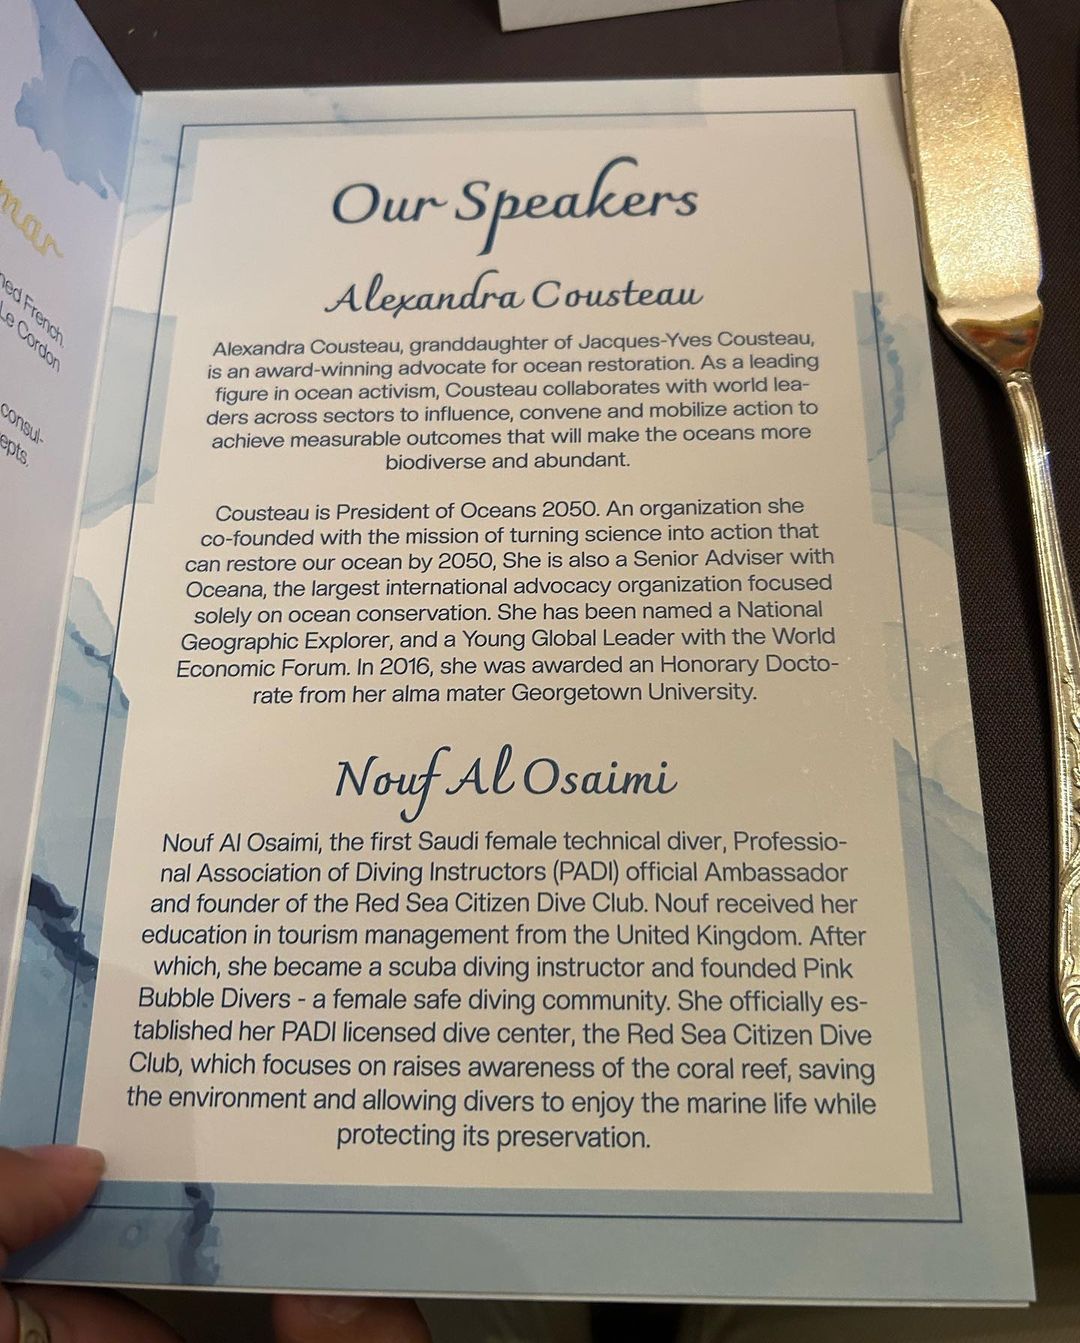 mar
ned French,
Le Cordon
consul-
epts.
Our Speakers
Alexandra Cousteau
Alexandra Cousteau, granddaughter of Jacques-Yves Cousteau,
is an award-winning advocate for ocean restoration. As a leading
figure in ocean activism, Cousteau collaborates with world lea-
ders across sectors to influence, convene and mobilize action to
achieve measurable outcomes that will make the oceans more
biodiverse and abundant.
Cousteau is President of Oceans 2050. An organization she
co-founded with the mission of turning science into action that
can restore our ocean by 2050, She is also a Senior Adviser with
Oceana, the largest international advocacy organization focused
solely on ocean conservation. She has been named a National
Geographic Explorer, and a Young Global Leader with the World
Economic Forum. In 2016, she was awarded an Honorary Docto-
rate from her alma mater Georgetown University.
Nouf Al Osaimi
Nouf Al Osaimi, the first Saudi female technical diver, Professio-
nal Association of Diving Instructors (PADI) official Ambassador
and founder of the Red Sea Citizen Dive Club. Nouf received her
education in tourism management from the United Kingdom. After
which, she became a scuba diving instructor and founded Pink
Bubble Divers - a female safe diving community. She officially es-
tablished her PADI licensed dive center, the Red Sea Citizen Dive
Club, which focuses on raises awareness of the coral reef, saving
the environment and allowing divers to enjoy the marine life while
protecting its preservation.